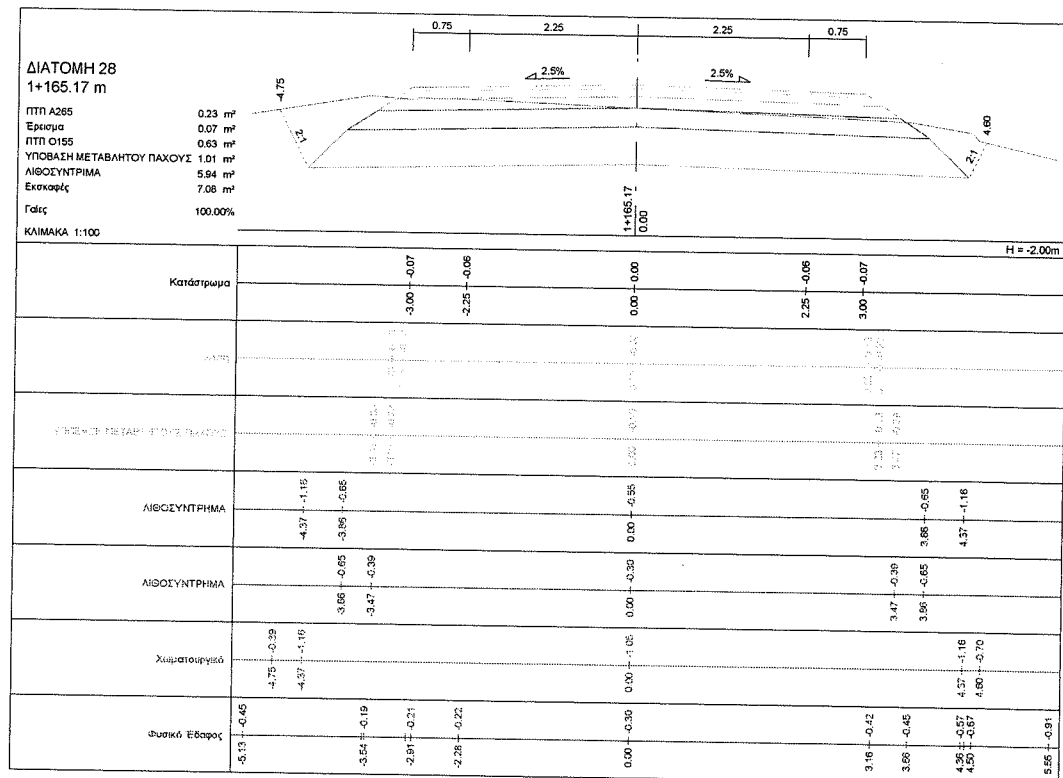 0.75 2.25 2.25 0.75
ΔΙΑΤΟΜΗ 28
1+165.17 m
2.5% 2.5%
-4.75
4.60
2:1
2:1
ΠΤΠ Α265 0.23 m²
Έρεισμα 0.07 m²
ΠΤΠ Ο155 0.63 m²
ΥΠΟΒΑΣΗ ΜΕΤΑΒΛΗΤΟΥ ΠΑΧΟΥΣ 1.01 m²
ΛΙΘΟΣΥΝΤΡΙΜΑ 5.94 m²
Εκσκαφές 7.08 m²
Γαίες 100.00%
ΚΛΙΜΑΚΑ 1:100
1+165.17
0.00
H = -2.00m
Κατάστρωμα
-0.07 -0.06 -0.00 -0.06 -0.07
-3.00 -2.25 0.00 2.25 3.00
ΛΙΘΟΣΥΝΤΡΗΜΑ
-1.16 -0.65 -0.55 -0.65 -1.16
-4.37 -3.86 0.00 3.86 4.37
ΛΙΘΟΣΥΝΤΡΗΜΑ
-0.65 -0.39 -0.30 -0.39 -0.65
-3.86 -3.47 0.00 3.47 3.86
Χωματουργικό
-0.39 -1.16 -1.05 -1.16 -0.70
-4.75 -4.37 0.00 4.37 4.60
Φυσικό Έδαφος
-0.45 -0.19 -0.21 -0.22 -0.30 -0.42 -0.45 -0.57 -0.67 -0.91
-5.13 -3.54 -2.91 -2.28 0.00 3.16 3.66 4.36 4.50